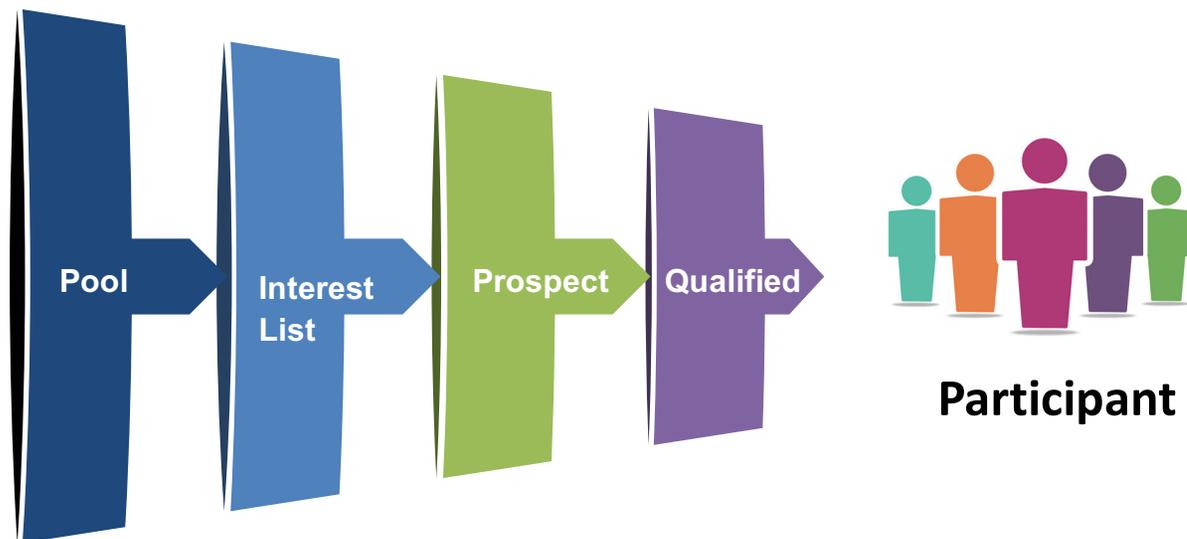 Pool
Interest
List
Prospect
Qualified
Participant